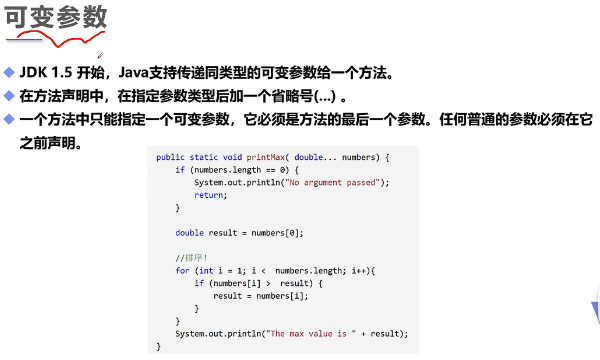 可变参数
JDK 1.5 开始，Java支持传递同类型的可变参数给一个方法。
在方法声明中，在指定参数类型后加一个省略号(...) 。
一个方法中只能指定一个可变参数，它必须是方法的最后一个参数。任何普通的参数必须在它
之前声明。
public static void printMax( double... numbers) {
if (numbers.length == 0) {
System.out.println("No argument passed");
return;
}
double result = numbers[0];
//排序!
for (int i = 1; i <  numbers.length; i++){
if (numbers[i] >  result) {
result = numbers[i];
}
}
System.out.println("The max value is " + result);
}